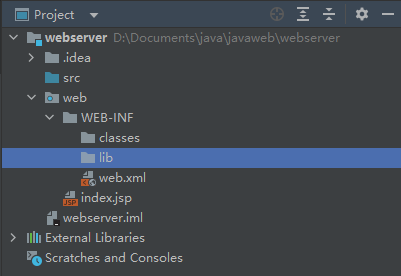 Project
webserver D:\Documents\java\javaweb\webserver
.idea
src
web
WEB-INF
classes
lib
web.xml
index.jsp
webserver.iml
External Libraries
Scratches and Consoles